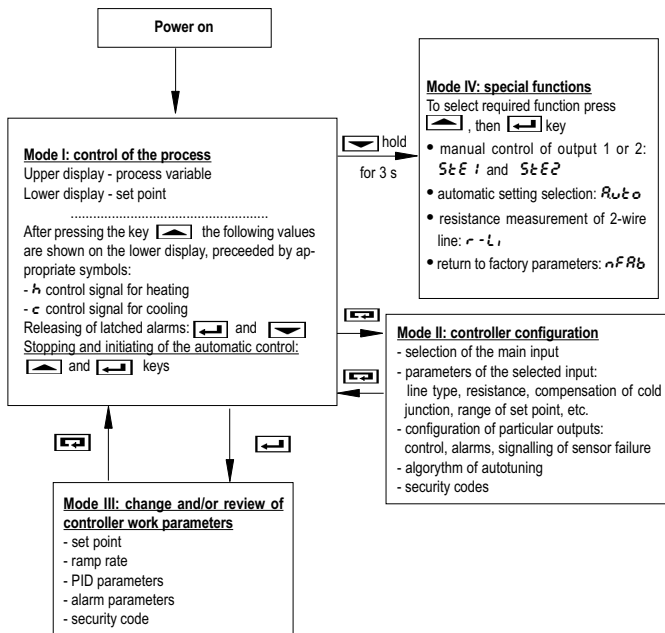 Power on
Mode I: control of the process
Upper display - process variable
Lower display - set point
......................................................
After pressing the key the following values
are shown on the lower display, preceeded by ap-
propriate symbols:
- h control signal for heating
- c control signal for cooling
Releasing of latched alarms: and
Stopping and initiating of the automatic control:
and keys
hold
for 3 s
Mode IV: special functions
To select required function press
, then key
• manual control of output 1 or 2:
StE1 and StE2
• automatic setting selection: Auto
• resistance measurement of 2-wire
line: r-Li
• return to factory parameters: nFAb
Mode II: controller configuration
- selection of the main input
- parameters of the selected input:
line type, resistance, compensation of cold
junction, range of set point, etc.
- configuration of particular outputs:
control, alarms, signalling of sensor failure
- algorythm of autotuning
- security codes
Mode III: change and/or review of
controller work parameters
- set point
- ramp rate
- PID parameters
- alarm parameters
- security code